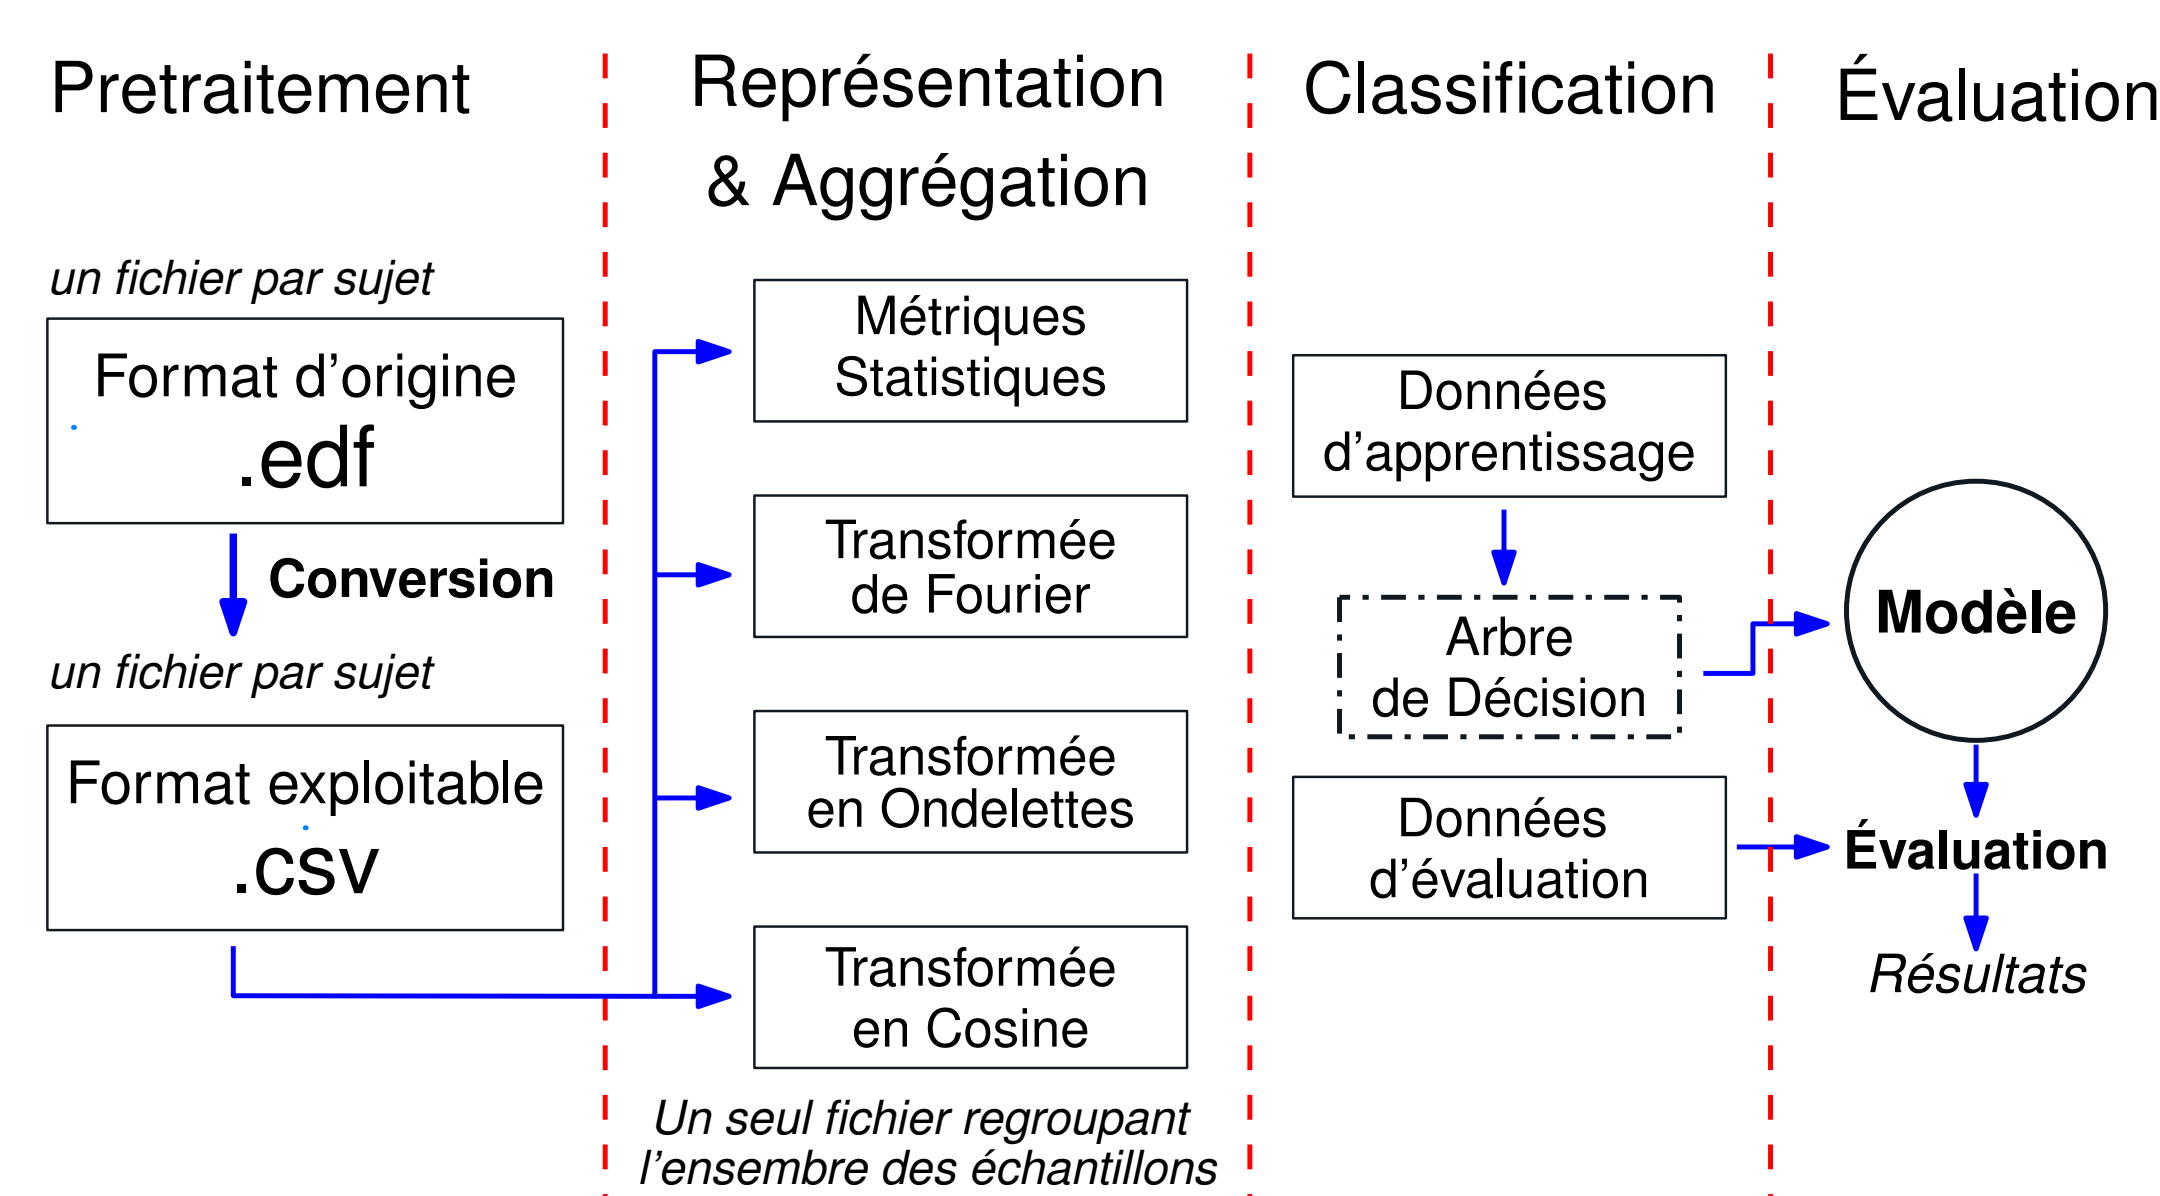 Pretraitement
un fichier par sujet
Format d'origine
.edf
Conversion
un fichier par sujet
Format exploitable
.csv
Représentation
& Aggrégation
Métriques
Statistiques
Transformée
de Fourier
Transformée
en Ondelettes
Transformée
en Cosine
Un seul fichier regroupant
l'ensembre des échantillons
Classification
Données
d'apprentissage
Arbre
de Décision
Données
d'évaluation
Évaluation
Modèle
Évaluation
Résultats